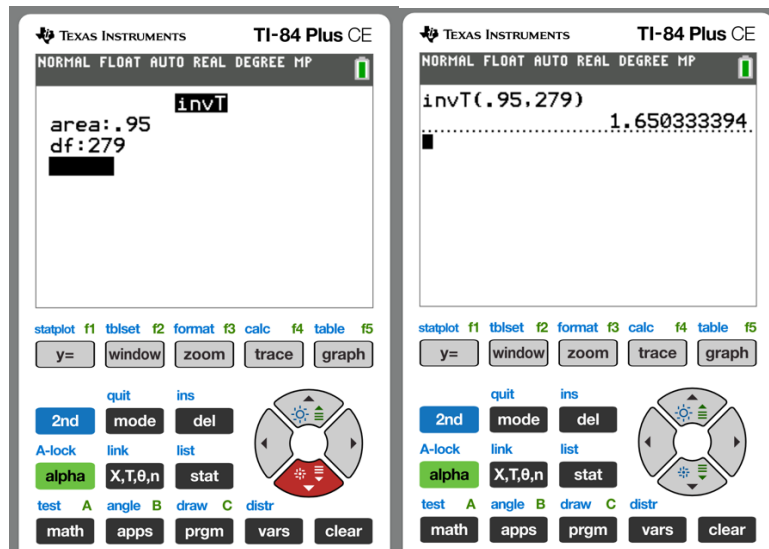 TEXAS INSTRUMENTS TI-84 Plus CE
NORMAL FLOAT AUTO REAL DEGREE MP
invT
area:.95
df:279
statplot f1 tblset f2 format f3 calc f4 table f5
y= window zoom trace graph
quit ins
2nd mode del
A-lock link list
alpha X,T,θ,n stat
test A angle B draw C distr
math apps prgm vars clear
TEXAS INSTRUMENTS TI-84 Plus CE
NORMAL FLOAT AUTO REAL DEGREE MP
invT(.95,279)
1.650333394
statplot f1 tblset f2 format f3 calc f4 table f5
y= window zoom trace graph
quit ins
2nd mode del
A-lock link list
alpha X,T,θ,n stat
test A angle B draw C distr
math apps prgm vars clear